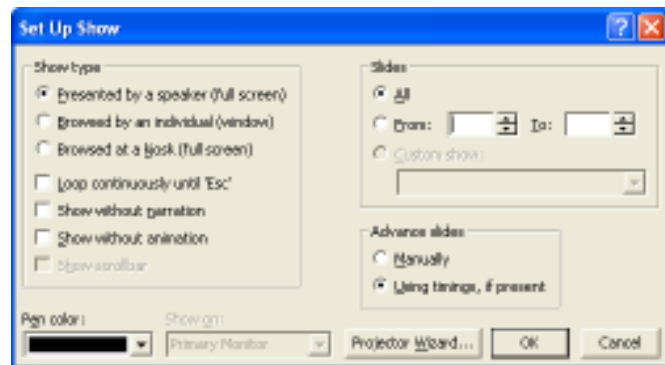 Set Up Show
Show type
Presented by a speaker (full screen)
Browsed by an individual (window)
Browsed at a kiosk (full screen)
Loop continuously until 'Esc'
Show without narration
Show without animation
Show scrollbar
Slides
All
From: To:
Custom show:
Advance slides
Manually
Using timings, if present
Pen color: Show on:
Primary Monitor Projector Wizard... OK Cancel